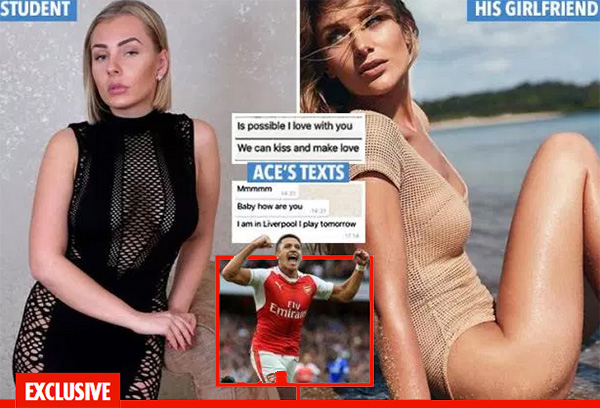 STUDENT
HIS GIRLFRIEND
Is possible I love with you
We can kiss and make love
ACE'S TEXTS
Mmmmm
Baby how are you
I am in Liverpool I play tomorrow
Fly
Emirates
EXCLUSIVE